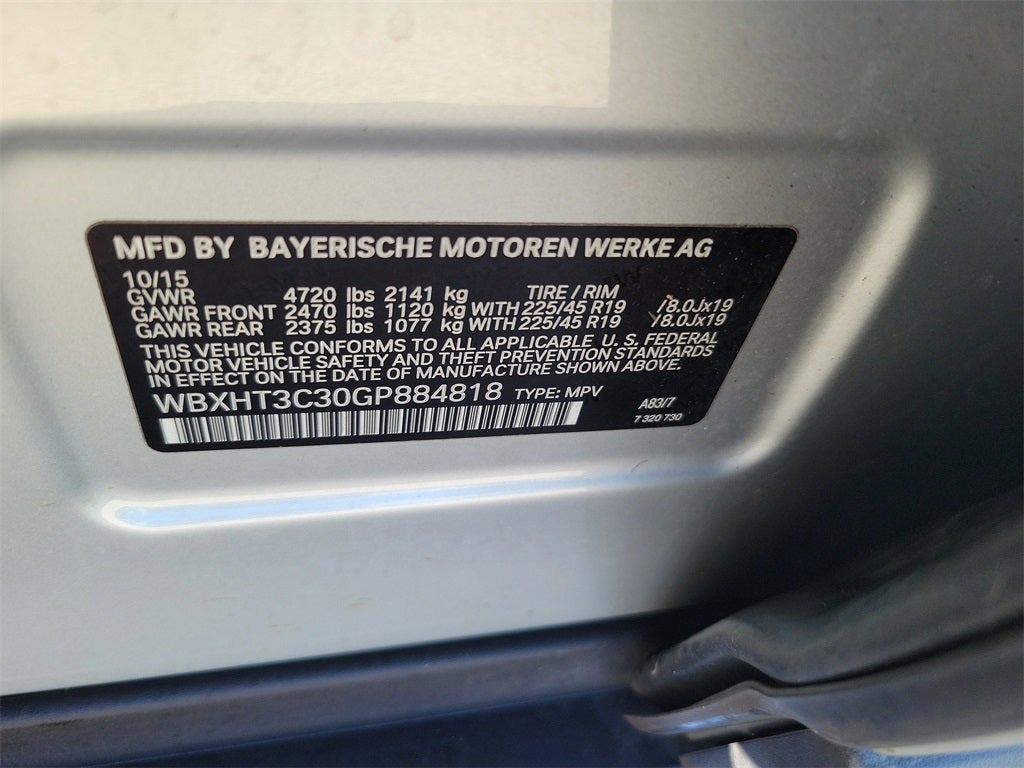 MFD BY BAYERISCHE MOTOREN WERKE AG
10/15
GVWR 4720 lbs 2141 kg TIRE / RIM
GAWR FRONT 2470 lbs 1120 kg WITH 225/45 R19 /8.0Jx19
GAWR REAR 2375 lbs 1077 kg WITH 225/45 R19 /8.0Jx19
THIS VEHICLE CONFORMS TO ALL APPLICABLE U. S. FEDERAL
MOTOR VEHICLE SAFETY AND THEFT PREVENTION STANDARDS
IN EFFECT ON THE DATE OF MANUFACTURE SHOWN ABOVE.
WBXHT3C30GP884818 TYPE: MPV A83/7
7 320 730